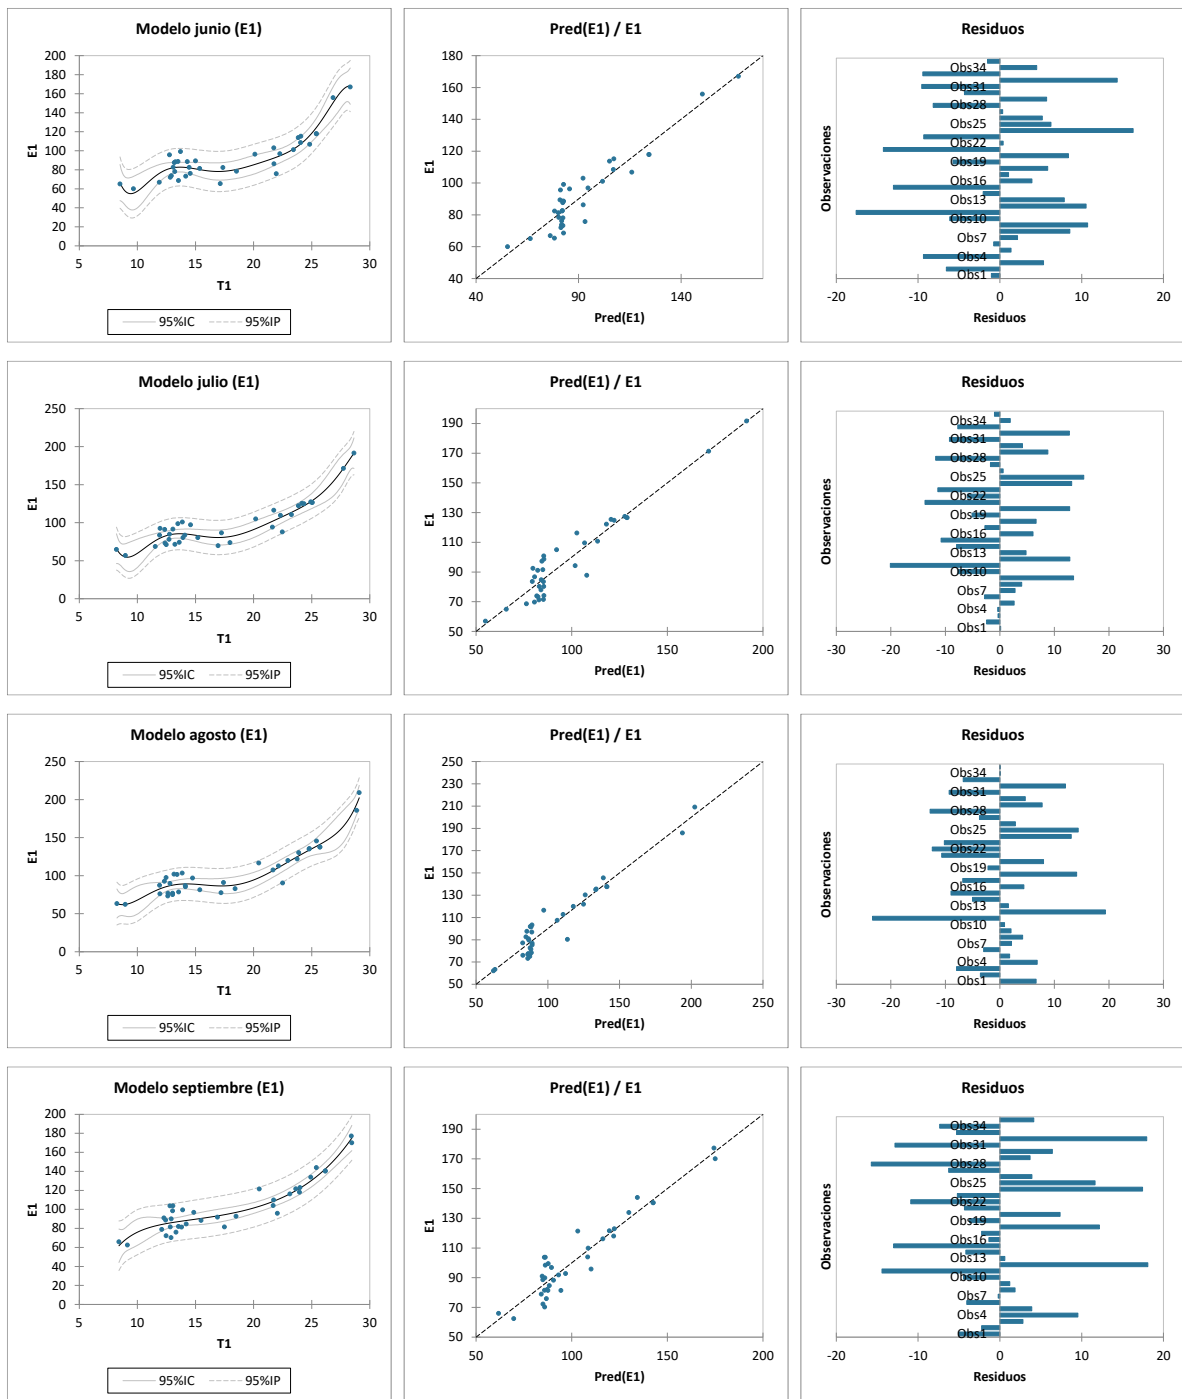 Modelo junio (E1)
200
180
160
140
120
100
80
60
40
20
0
5 10 15 20 25 30
E1
T1
95%IC 95%IP
Pred(E1) / E1
180
160
140
120
100
80
60
40
40 90 140
E1
Pred(E1)
Residuos
Obs34
Obs31
Obs28
Obs25
Obs22
Obs19
Obs16
Obs13
Obs10
Obs7
Obs4
Obs1
-20 -10 0 10 20
Observaciones
Residuos
Modelo julio (E1)
250
200
150
100
50
0
5 10 15 20 25 30
E1
T1
95%IC 95%IP
Pred(E1) / E1
190
170
150
130
110
90
70
50
50 100 150 200
E1
Pred(E1)
Residuos
Obs34
Obs31
Obs28
Obs25
Obs22
Obs19
Obs16
Obs13
Obs10
Obs7
Obs4
Obs1
-30 -20 -10 0 10 20 30
Observaciones
Residuos
Modelo agosto (E1)
250
200
150
100
50
0
5 10 15 20 25 30
E1
T1
95%IC 95%IP
Pred(E1) / E1
250
230
210
190
170
150
130
110
90
70
50
50 100 150 200 250
E1
Pred(E1)
Residuos
Obs34
Obs31
Obs28
Obs25
Obs22
Obs19
Obs16
Obs13
Obs10
Obs7
Obs4
Obs1
-30 -20 -10 0 10 20 30
Observaciones
Residuos
Modelo septiembre (E1)
200
180
160
140
120
100
80
60
40
20
0
5 10 15 20 25 30
E1
T1
95%IC 95%IP
Pred(E1) / E1
190
170
150
130
110
90
70
50
50 100 150 200
E1
Pred(E1)
Residuos
Obs34
Obs31
Obs28
Obs25
Obs22
Obs19
Obs16
Obs13
Obs10
Obs7
Obs4
Obs1
-20 -10 0 10 20
Observaciones
Residuos